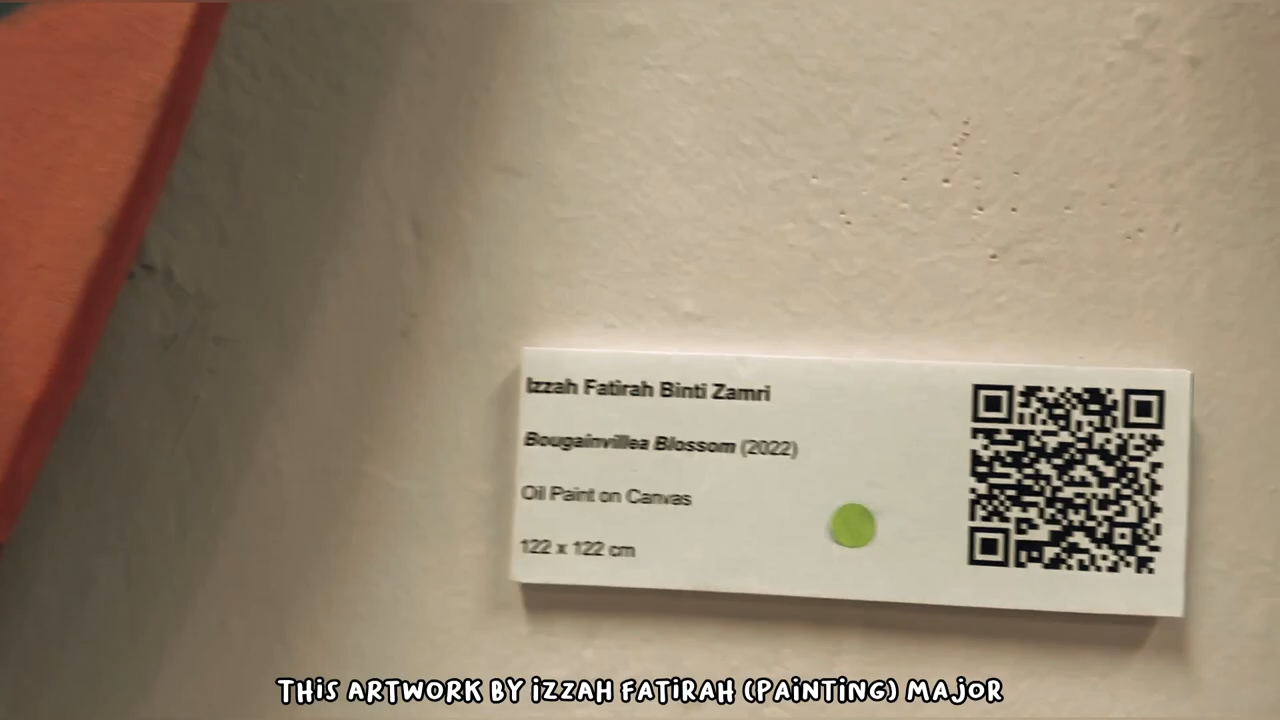 Izzah Fatirah Binti Zamri
Bougainvillea Blossom (2022)
Oil Paint on Canvas
122 x 122 cm
THIS ARTWORK BY IZZAH FATIRAH (PAINTING) MAJOR